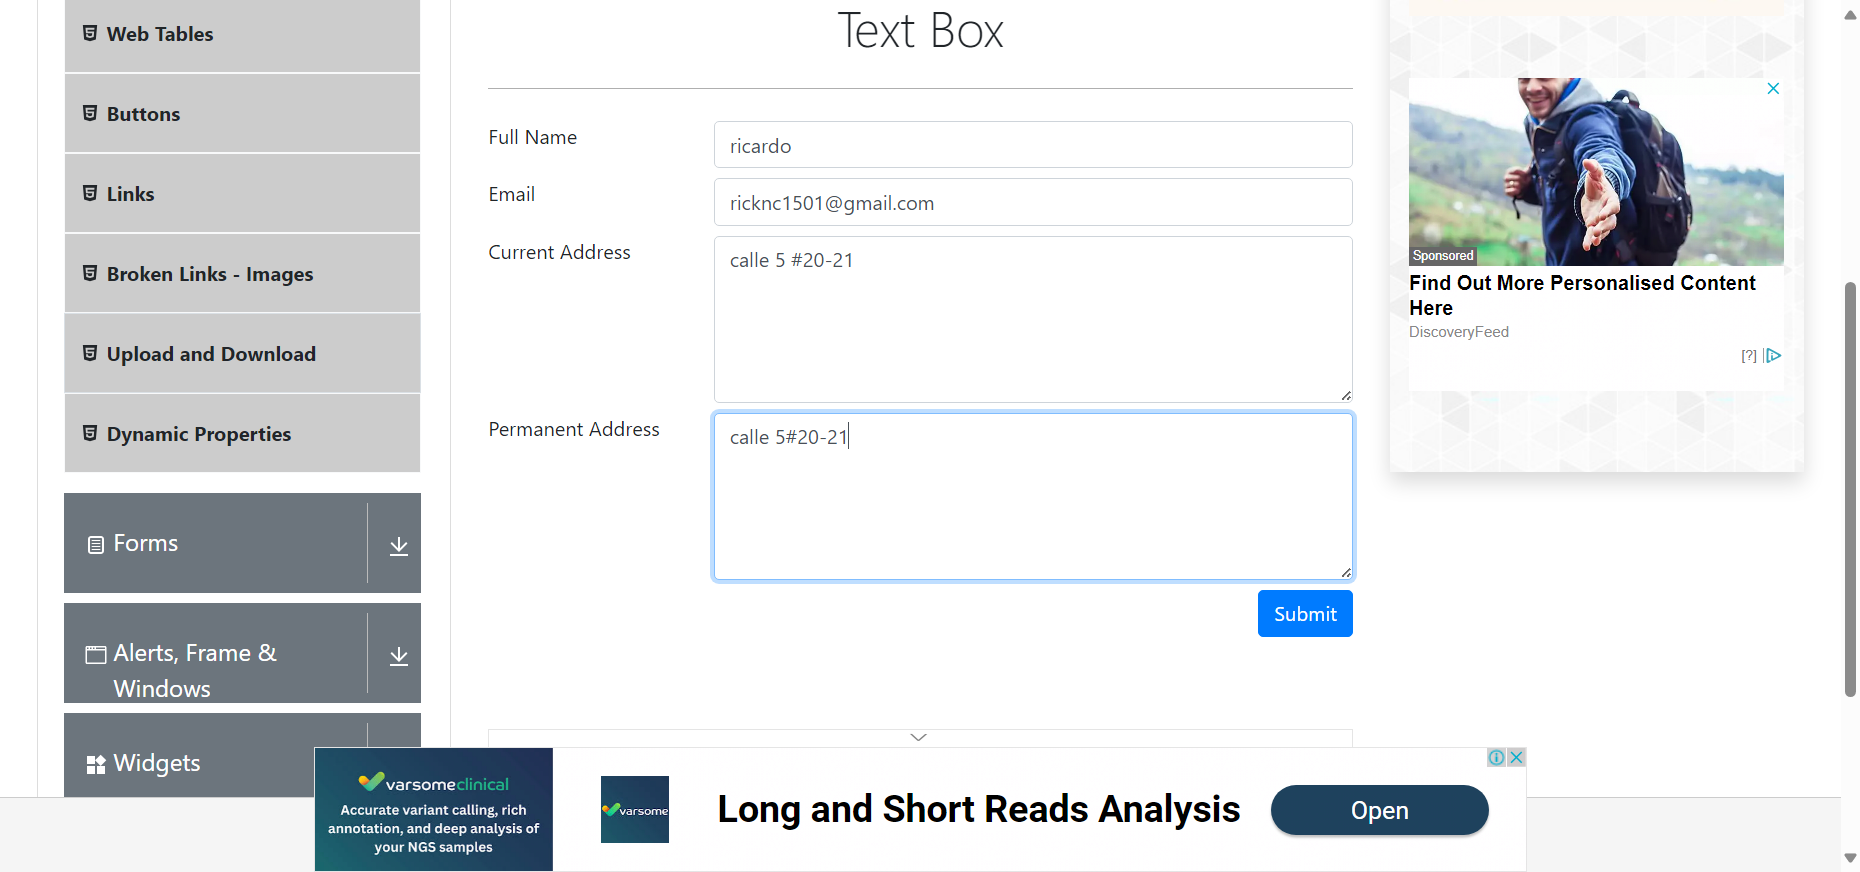 Web Tables
Buttons
Links
Broken Links - Images
Upload and Download
Dynamic Properties
Forms
Alerts, Frame &
Windows
Widgets
Text Box
Full Name
ricardo
Email
ricknc1501@gmail.com
Current Address
calle 5 #20-21
Permanent Address
calle 5#20-21
Submit
Sponsored
Find Out More Personalised Content
Here
DiscoveryFeed
[?]
varsomeclinical
Accurate variant calling, rich
annotation, and deep analysis of
your NGS samples
varsome
Long and Short Reads Analysis
Open